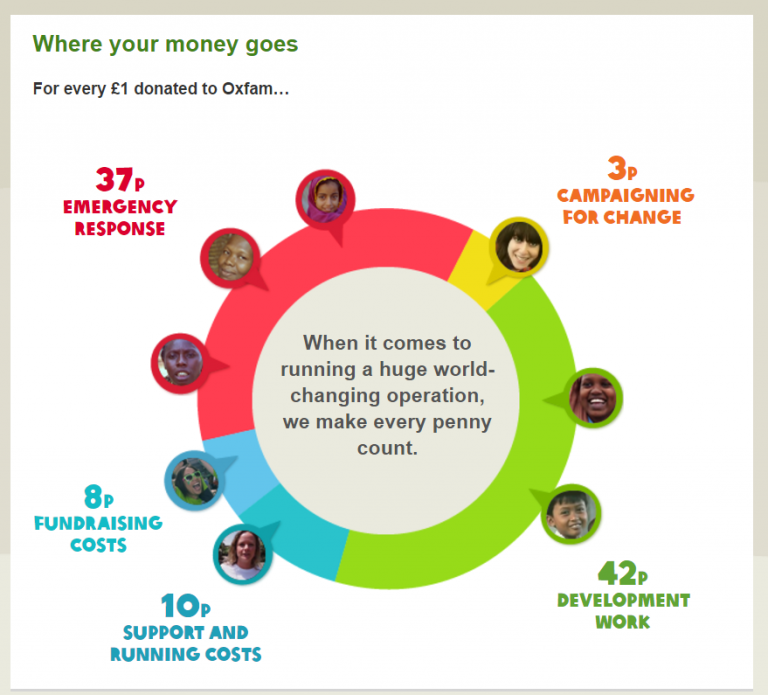 Where your money goes
For every £1 donated to Oxfam...
37p
EMERGENCY
RESPONSE
3p
CAMPAIGNING
FOR CHANGE
When it comes to
running a huge world-
changing operation,
we make every penny
count.
8p
FUNDRAISING
COSTS
10p
SUPPORT AND
RUNNING COSTS
42p
DEVELOPMENT
WORK